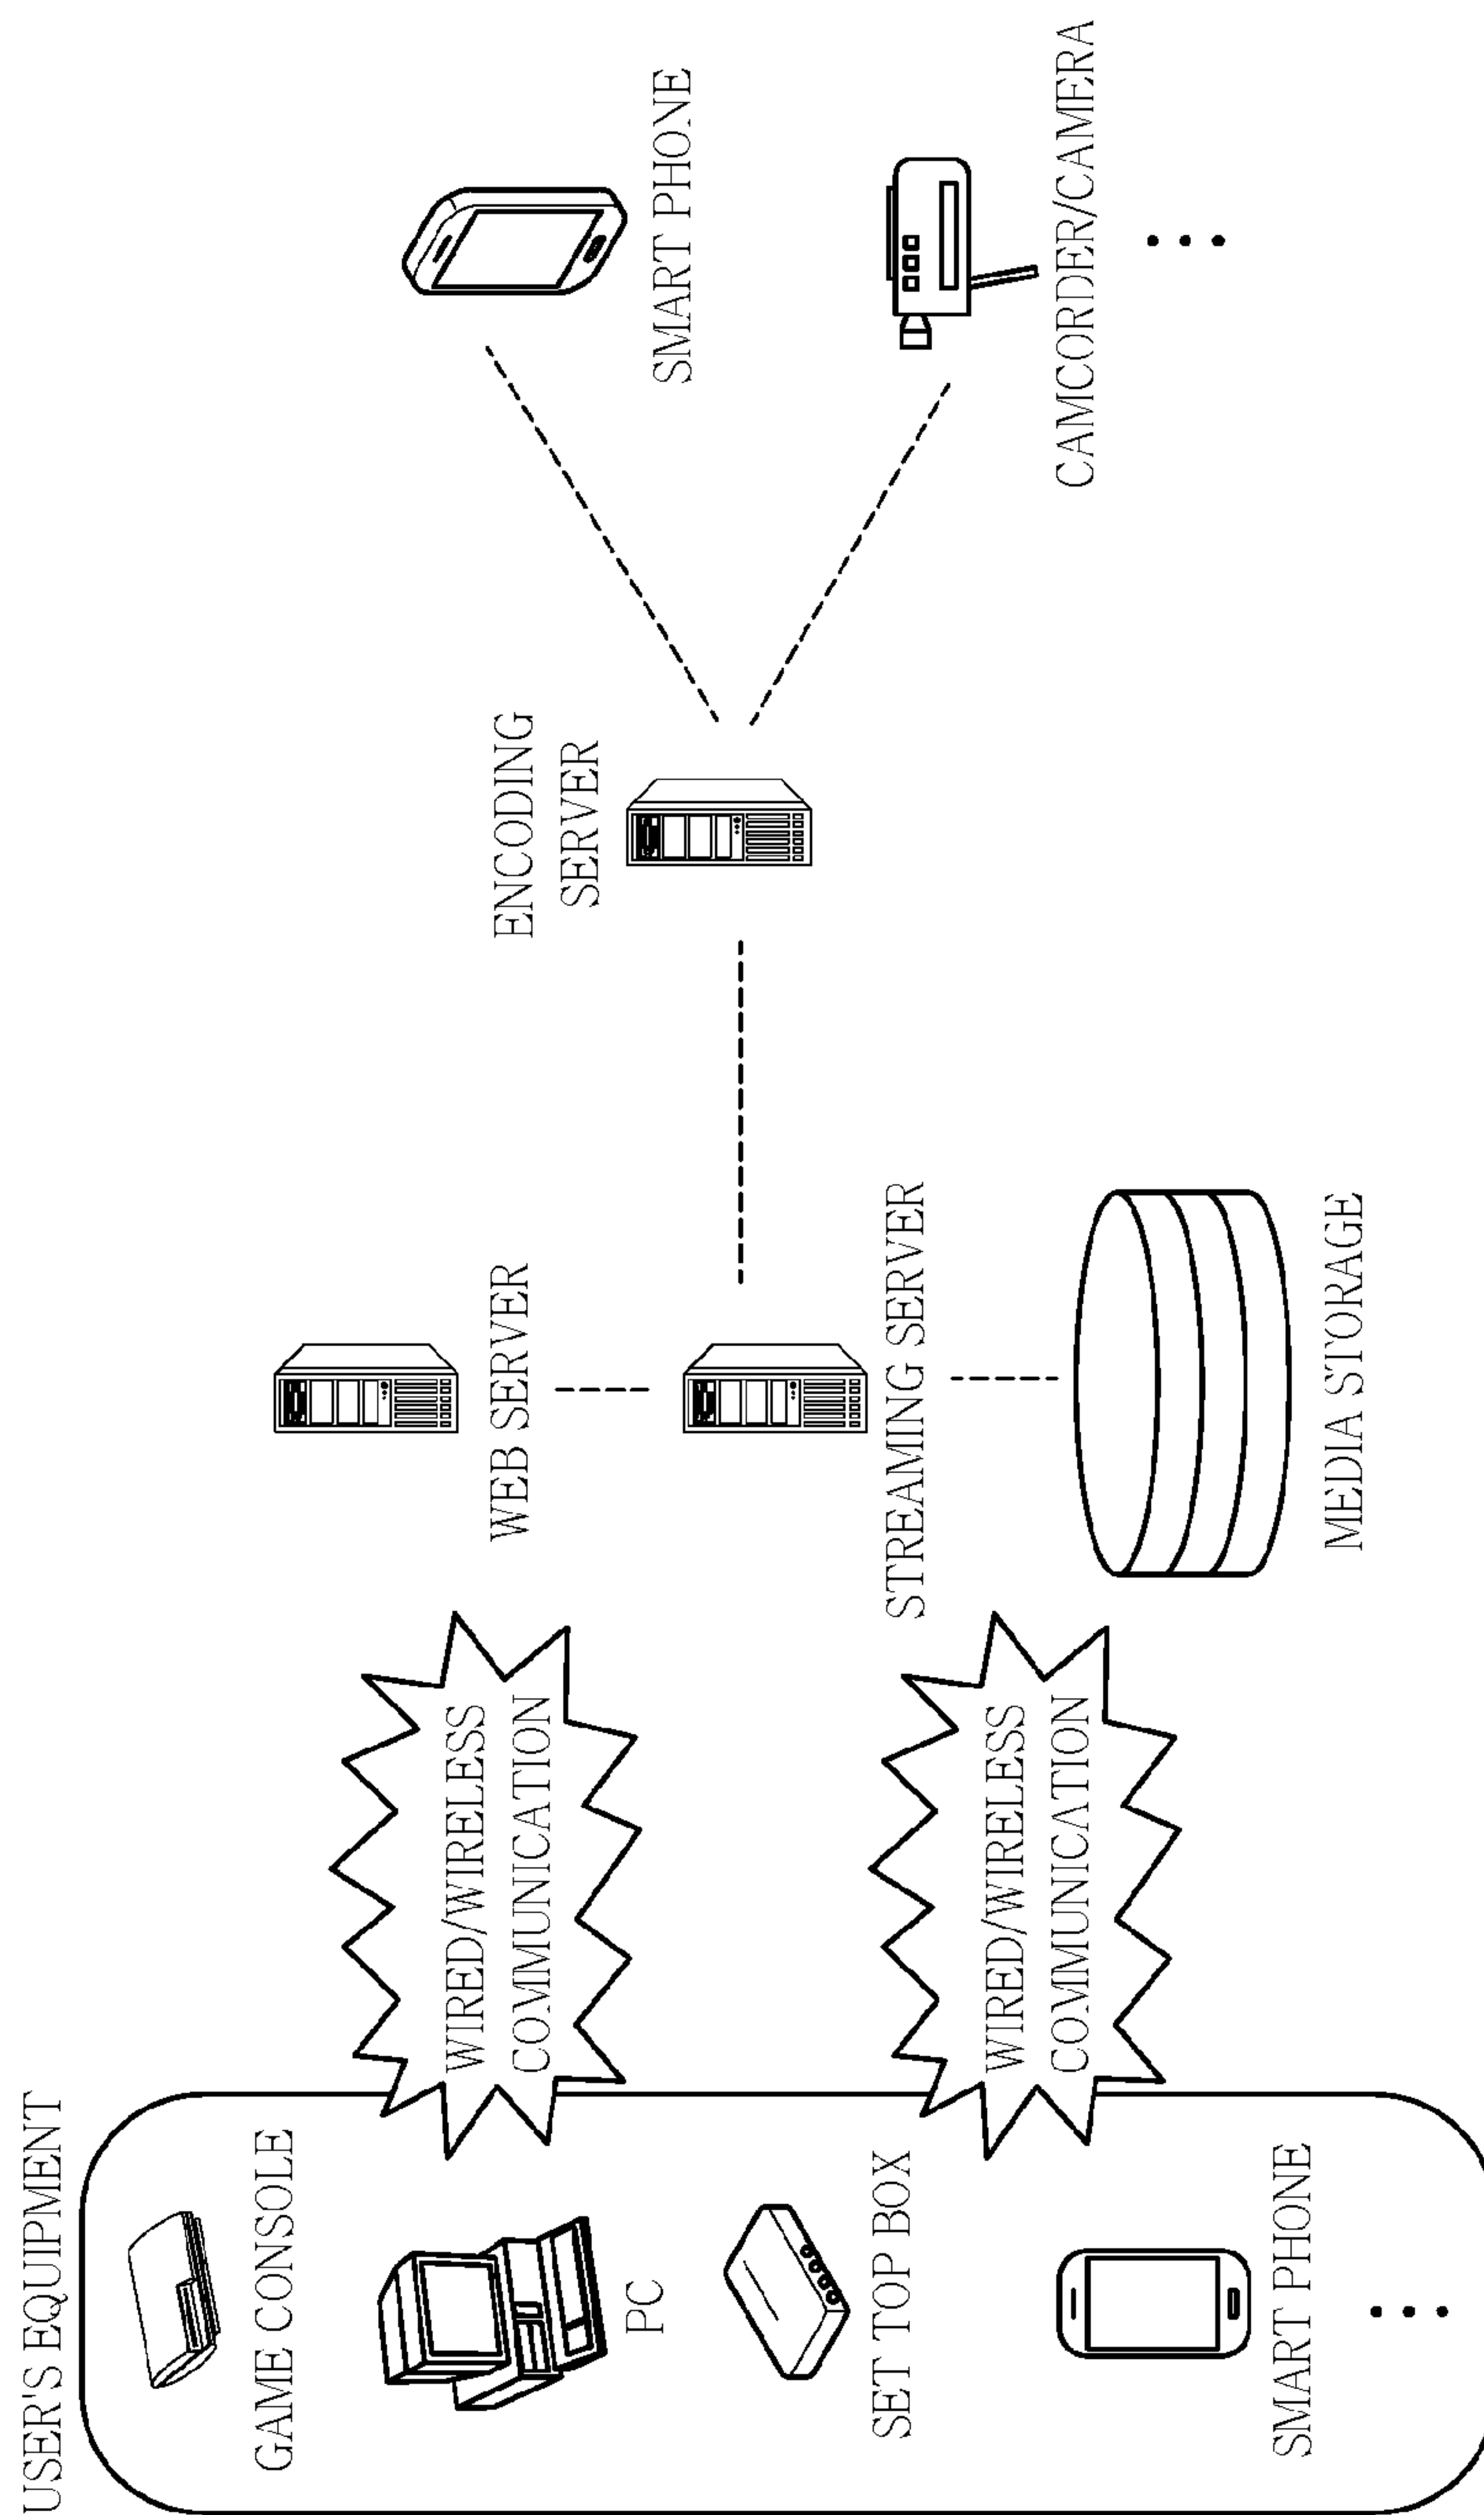 USER'S EQUIPMENT
GAME CONSOLE
PC
SET TOP BOX
SMART PHONE
WIRED/WIRELESS
COMMUNICATION
WIRED/WIRELESS
COMMUNICATION
WEB SERVER
STREAMING SERVER
MEDIA STORAGE
ENCODING
SERVER
SMART PHONE
CAMCORDER/CAMERA